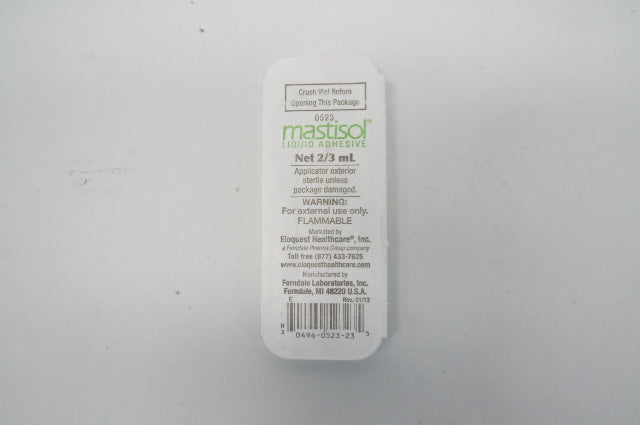 Crush Vial Before
Opening This Package
0523
mastisol®
LIQUID ADHESIVE
Net 2/3 mL
Applicator exterior
sterile unless
package damaged.
WARNING:
For external use only.
FLAMMABLE
Marketed by
Eloquest Healthcare®, Inc.
A Ferndale Pharma Group company
Toll free (877) 433-7626
www.eloquesthealthcare.com
Manufactured by
Ferndale Laboratories, Inc.
Ferndale, MI 48220 U.S.A.
E Rev. 01/13
N
3 0496-0523-23 5